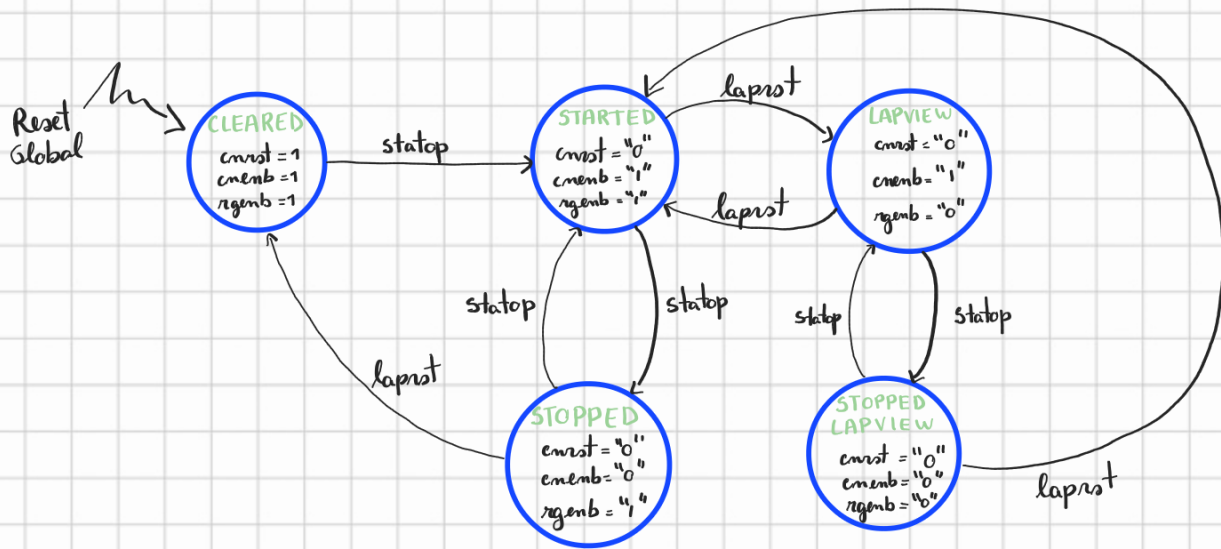 Reset
Global
CLEARED
cnrst = 1
cnenb = 1
rgenb = 1
statop
STARTED
cnrst = "0"
cnenb = "1"
rgenb = "1"
laprst
laprst
LAPVIEW
cnrst = "0"
cnenb = "1"
rgenb = "0"
statop
statop
statop
statop
laprst
STOPPED
cnrst = "0"
cnenb = "0"
rgenb = "1"
STOPPED
LAPVIEW
cnrst = "0"
cnenb = "0"
rgenb = "0"
laprst